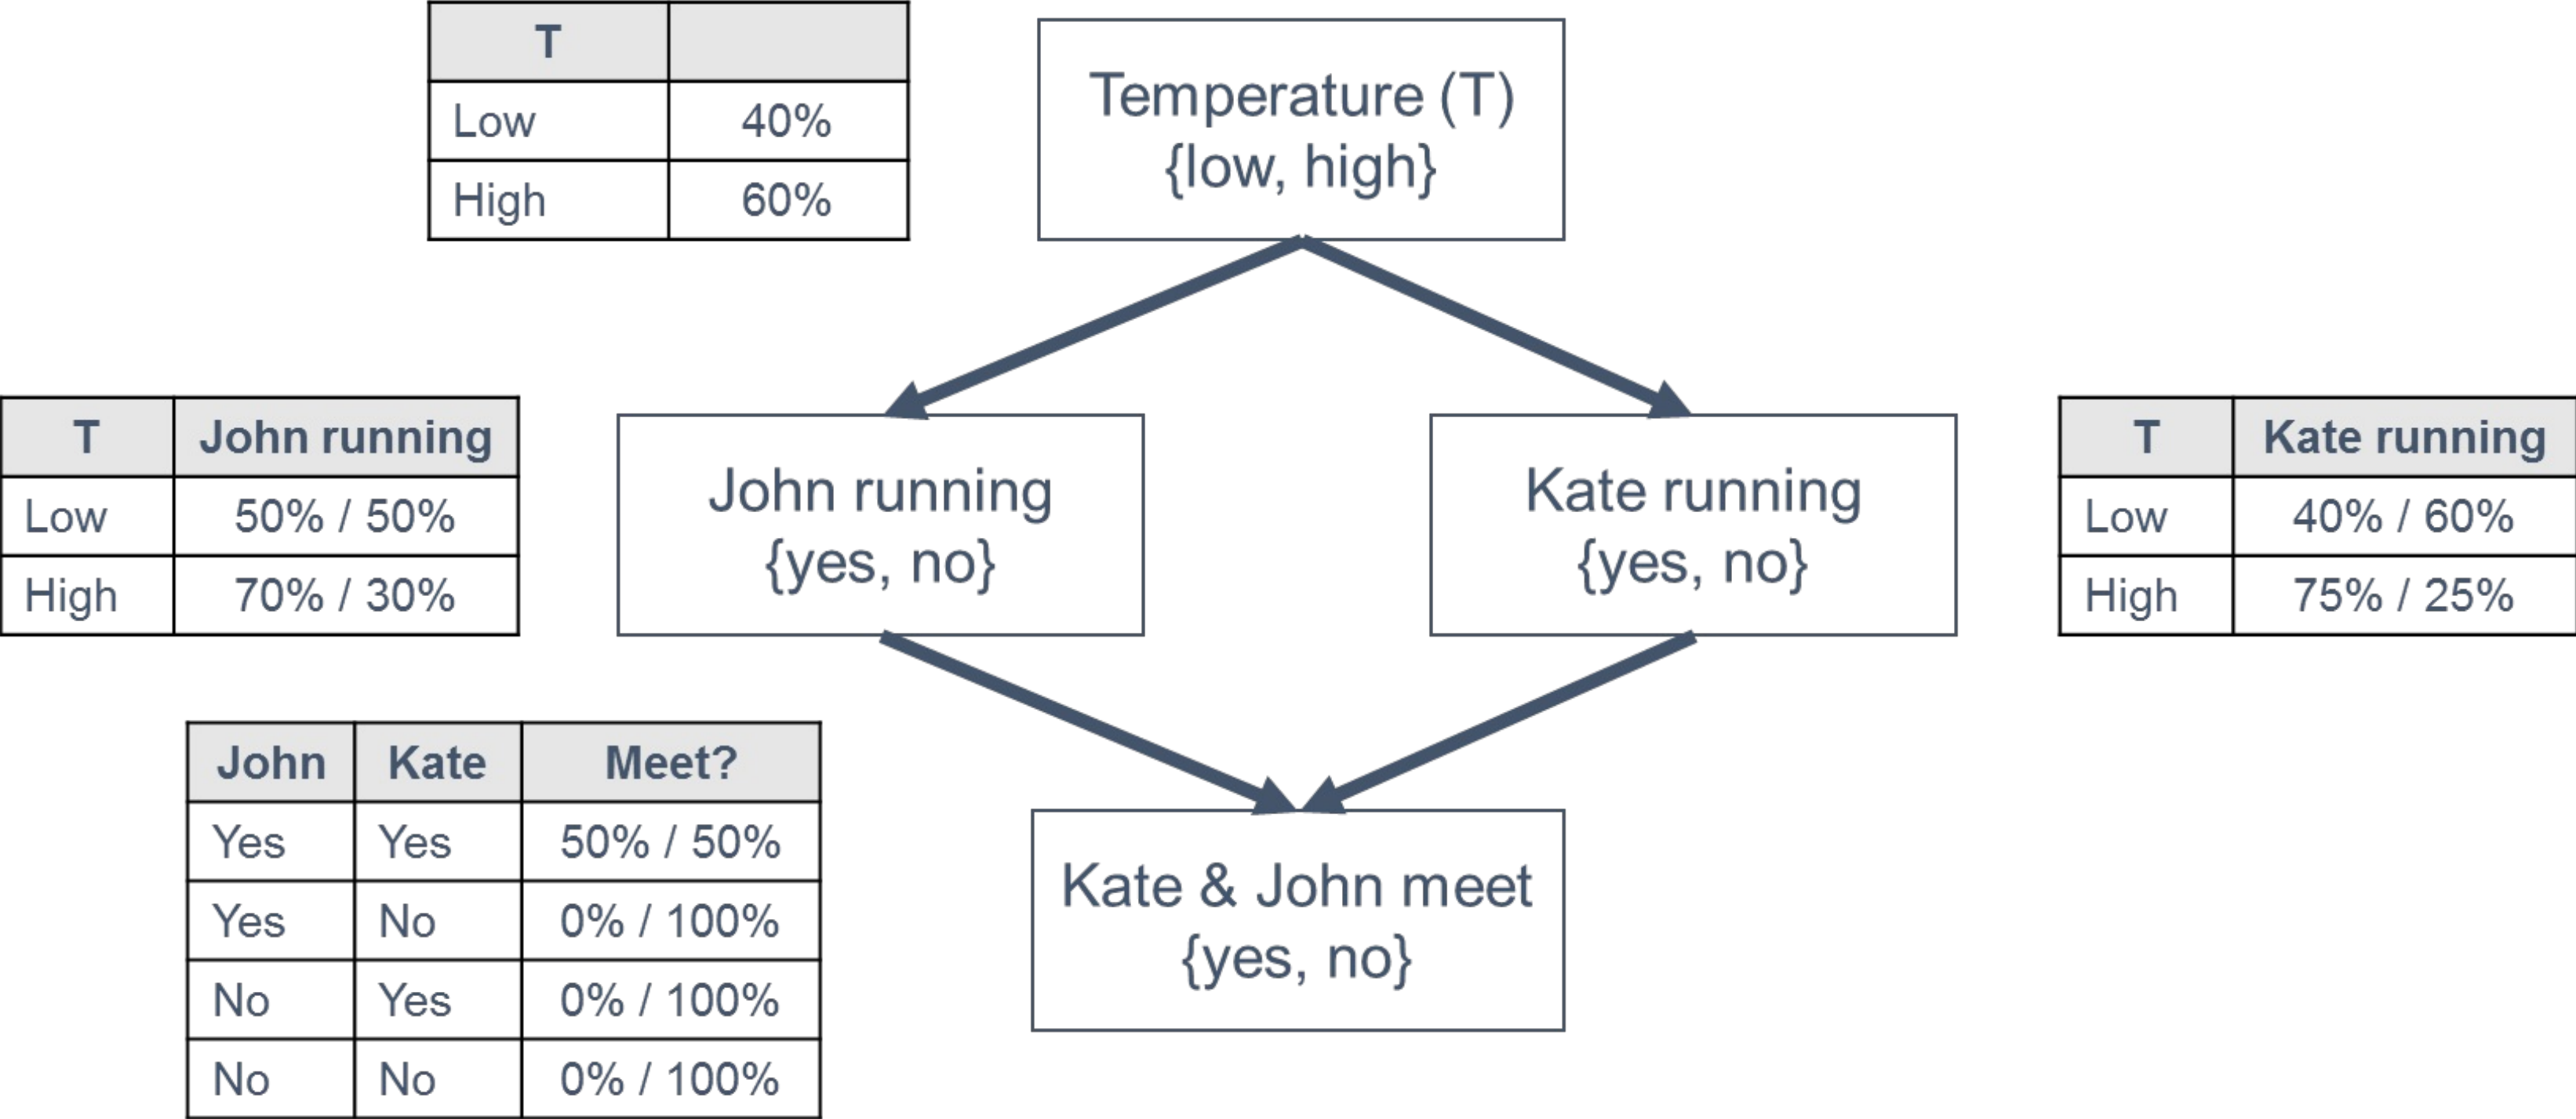 T
Low 40%
High 60%
Temperature (T)
{low, high}
T John running
Low 50% / 50%
High 70% / 30%
John running
{yes, no}
Kate running
{yes, no}
T Kate running
Low 40% / 60%
High 75% / 25%
John Kate Meet?
Yes Yes 50% / 50%
Yes No 0% / 100%
No Yes 0% / 100%
No No 0% / 100%
Kate & John meet
{yes, no}